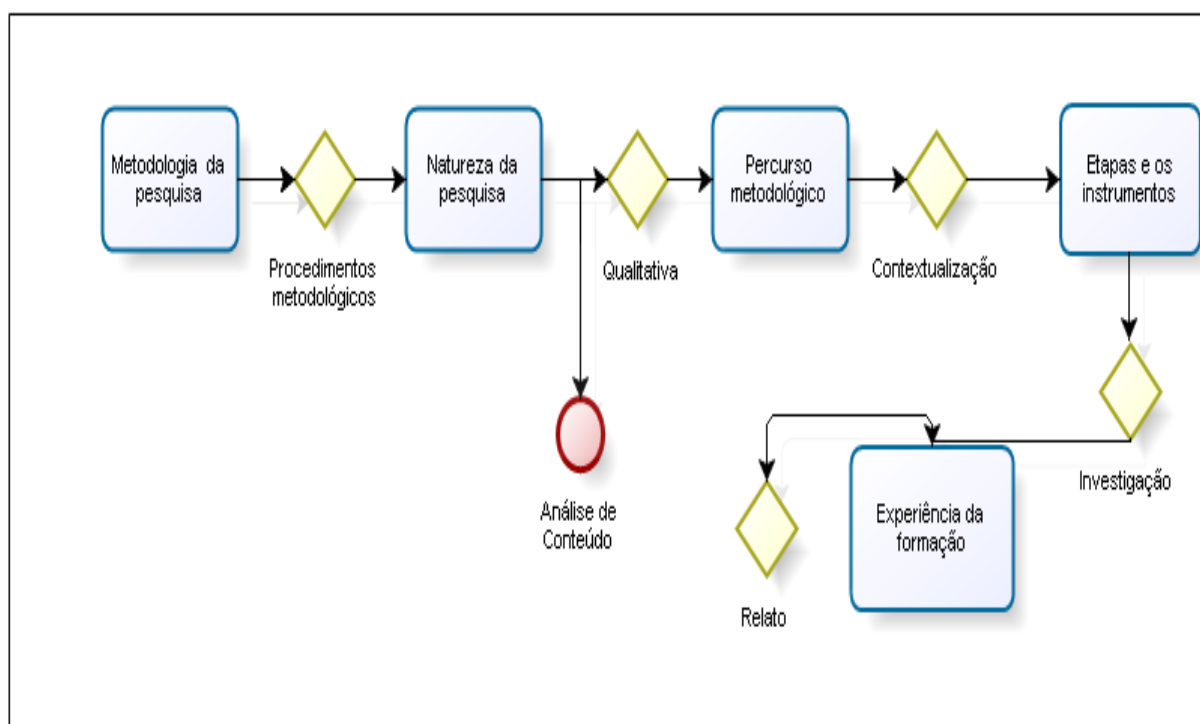 Metodologia da
pesquisa
Procedimentos
metodológicos
Natureza da
pesquisa
Qualitativa
Percurso
metodológico
Contextualização
Etapas e os
instrumentos
Análise de
Conteúdo
Investigação
Experiência da
formação
Relato